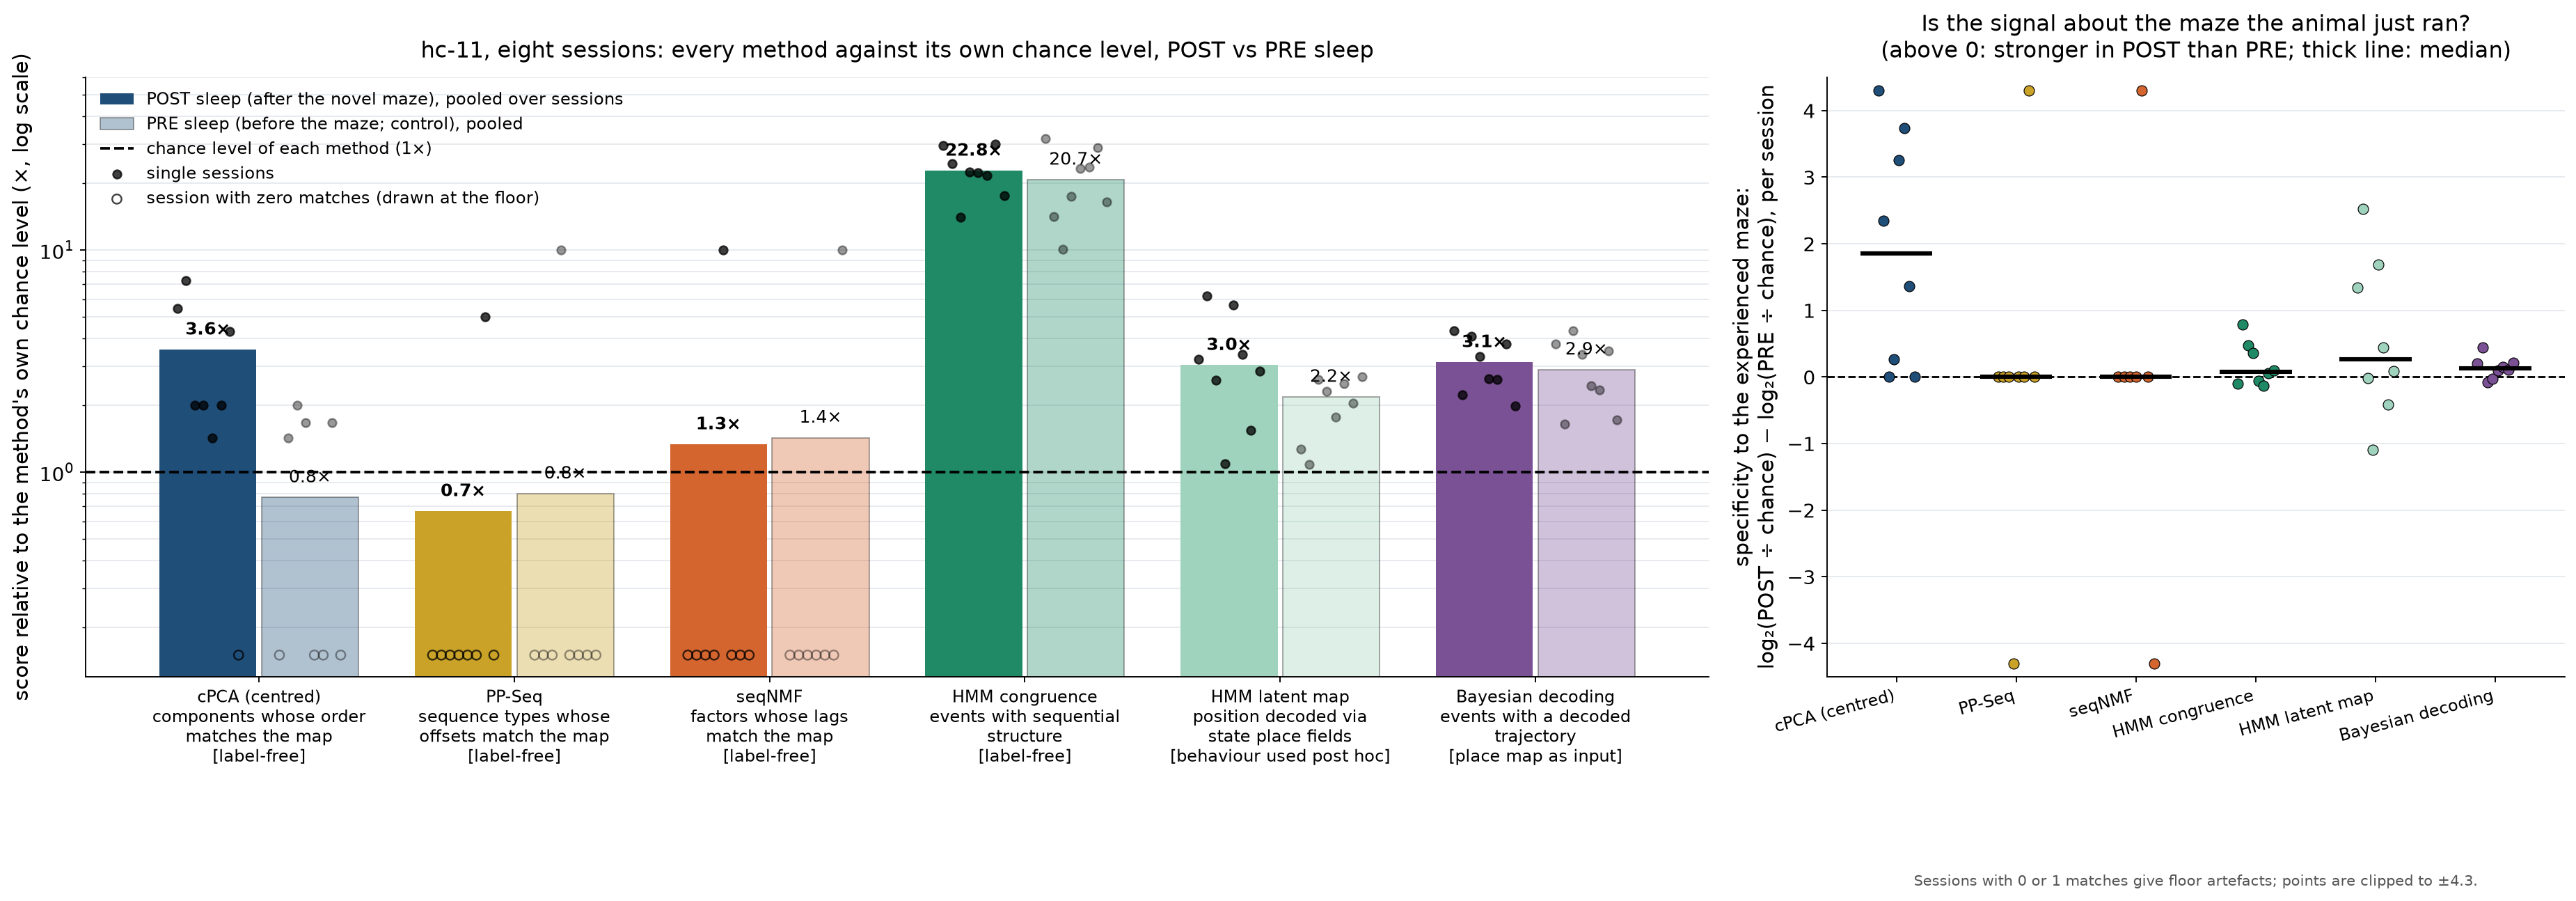 hc-11, eight sessions: every method against its own chance level, POST vs PRE sleep
score relative to the method's own chance level (×, log scale)
POST sleep (after the novel maze), pooled over sessions
PRE sleep (before the maze; control), pooled
chance level of each method (1×)
single sessions
session with zero matches (drawn at the floor)
10¹
10⁰
3.6×
0.8×
0.7×
0.8×
1.3×
1.4×
22.8×
20.7×
3.0×
2.2×
3.1×
2.9×
cPCA (centred)
components whose order
matches the map
[label-free]
PP-Seq
sequence types whose
offsets match the map
[label-free]
seqNMF
factors whose lags
match the map
[label-free]
HMM congruence
events with sequential
structure
[label-free]
HMM latent map
position decoded via
state place fields
[behaviour used post hoc]
Bayesian decoding
events with a decoded
trajectory
[place map as input]
Is the signal about the maze the animal just ran?
(above 0: stronger in POST than PRE; thick line: median)
specificity to the experienced maze:
log₂(POST ÷ chance) − log₂(PRE ÷ chance), per session
4
3
2
1
0
−1
−2
−3
−4
cPCA (centred)
PP-Seq
seqNMF
HMM congruence
HMM latent map
Bayesian decoding
Sessions with 0 or 1 matches give floor artefacts; points are clipped to ±4.3.